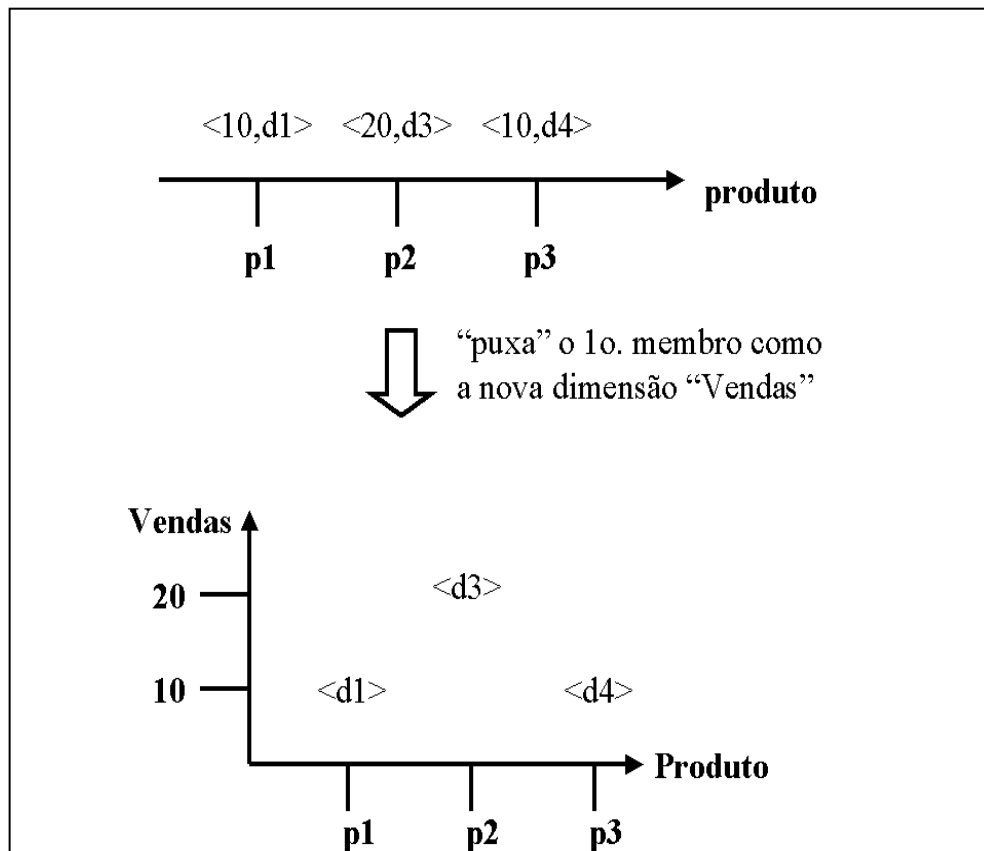 <10,d1> <20,d3> <10,d4>
produto
p1 p2 p3
“puxa” o 1o. membro como
a nova dimensão “Vendas”
Vendas
20 <d3>
10 <d1> <d4>
Produto
p1 p2 p3